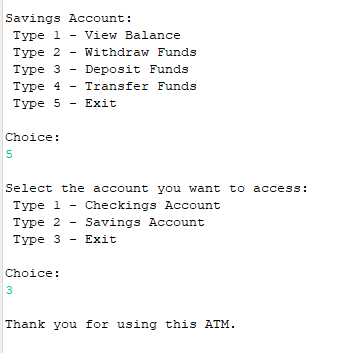 Savings Account:
Type 1 - View Balance
Type 2 - Withdraw Funds
Type 3 - Deposit Funds
Type 4 - Transfer Funds
Type 5 - Exit
Choice:
5
Select the account you want to access:
Type 1 - Checkings Account
Type 2 - Savings Account
Type 3 - Exit
Choice:
3
Thank you for using this ATM.